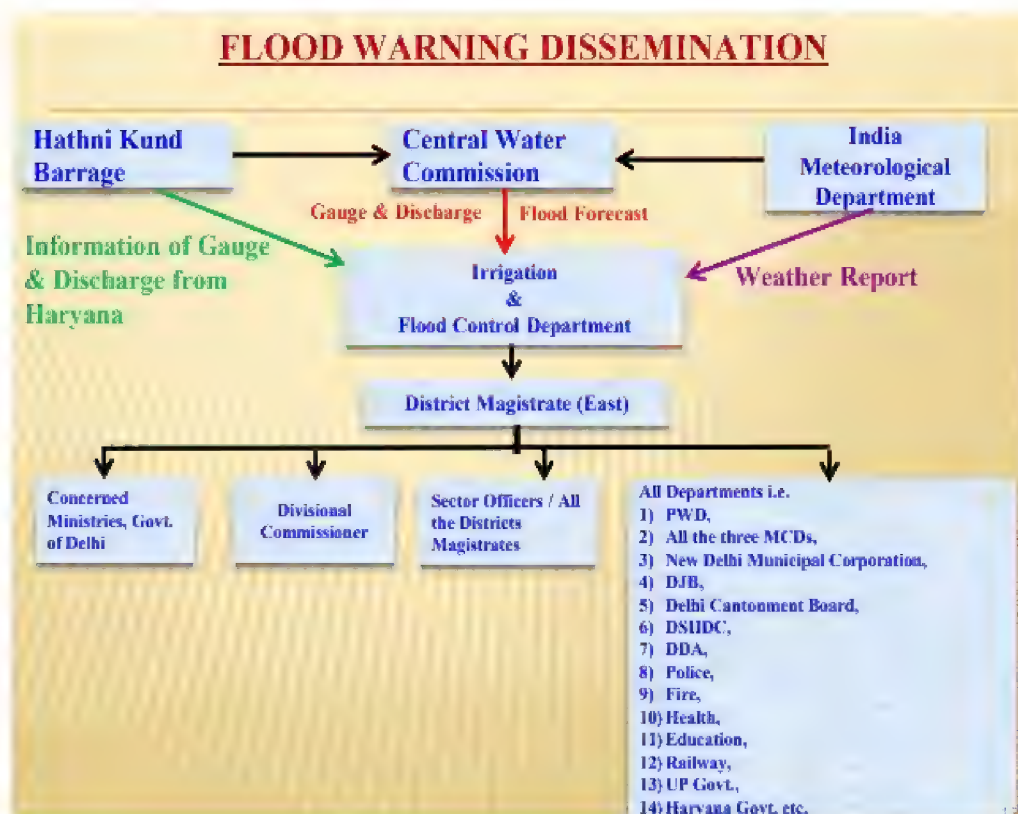 FLOOD WARNING DISSEMINATION
Hathni Kund
Barrage
Central Water
Commission
India
Meteorological
Department
Gauge & Discharge
Flood Forecast
Information of Gauge
& Discharge from
Haryana
Weather Report
Irrigation
&
Flood Control Department
District Magistrate (East)
Concerned
Ministries, Govt.
of Delhi
Divisional
Commissioner
Sector Officers / All
the Districts
Magistrates
All Departments i.e.
1) PWD,
2) All the three MCDs,
3) New Delhi Municipal Corporation,
4) DJB,
5) Delhi Cantonment Board,
6) DSIIDC,
7) DDA,
8) Police,
9) Fire,
10) Health,
11) Education,
12) Railway,
13) UP Govt.,
14) Haryana Govt. etc.